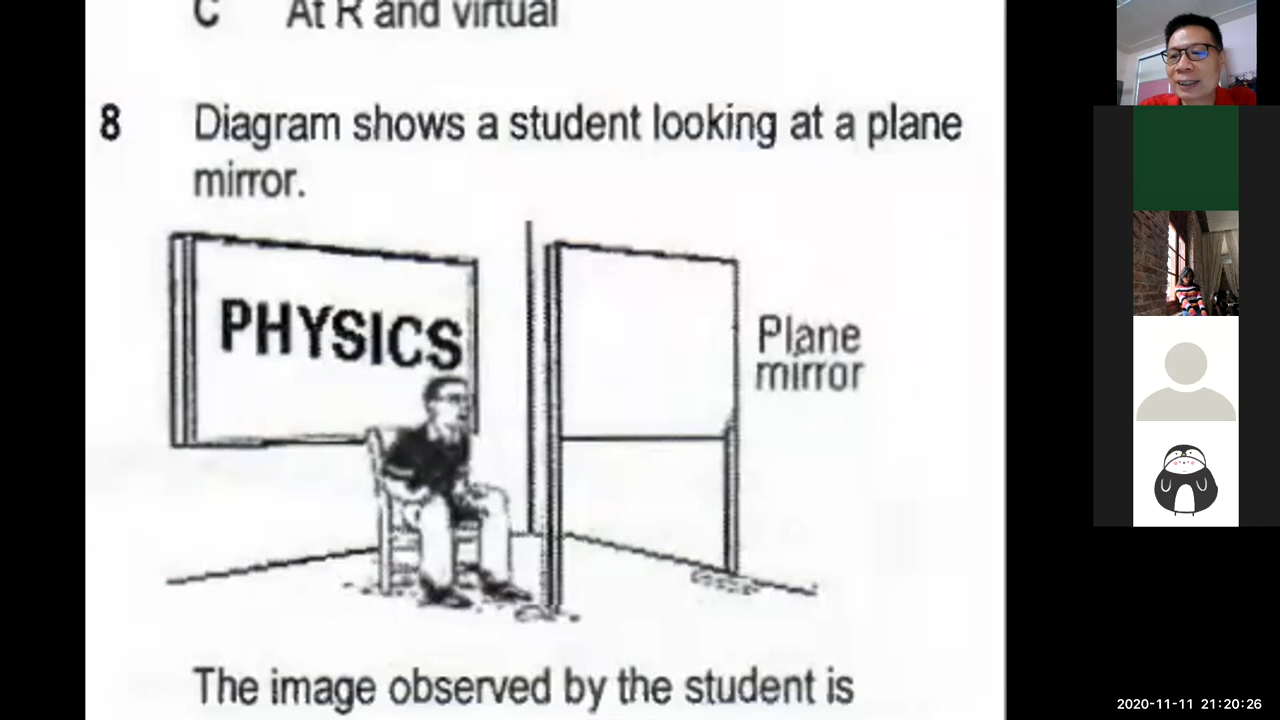 C At R and virtual
8 Diagram shows a student looking at a plane
mirror.
PHYSICS
Plane
mirror
The image observed by the student is
2020-11-11 21:20:26